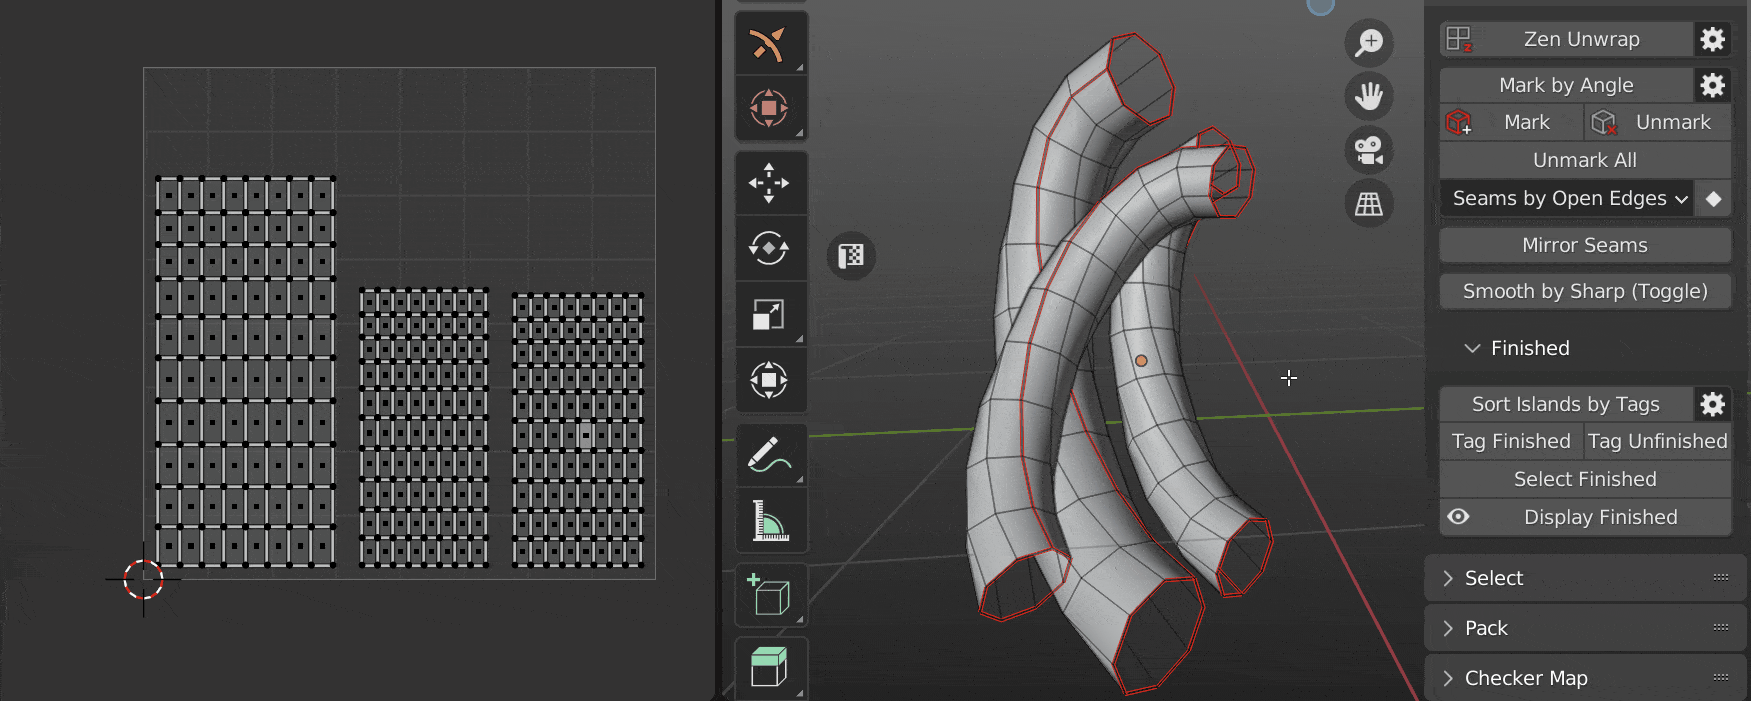 Zen Unwrap
Mark by Angle
Mark
Unmark
Unmark All
Seams by Open Edges
Mirror Seams
Smooth by Sharp (Toggle)
Finished
Sort Islands by Tags
Tag Finished
Tag Unfinished
Select Finished
Display Finished
Select
Pack
Checker Map